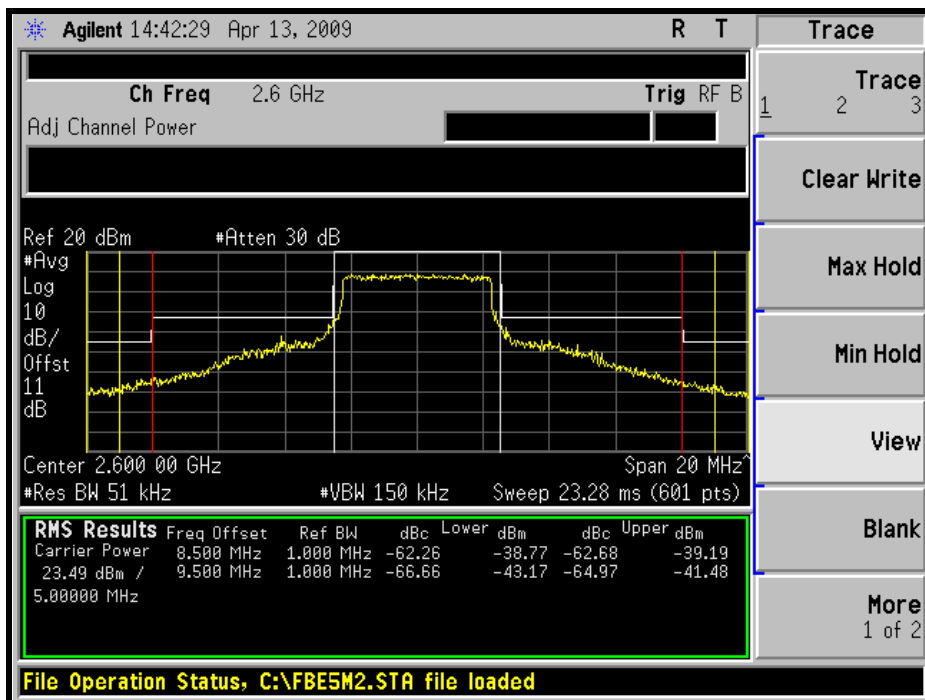 Agilent 14:42:29 Apr 13, 2009 R T
Trace
Ch Freq 2.6 GHz Trig RF B
Adj Channel Power
Trace
1 2 3
Clear Write
Max Hold
Min Hold
View
Blank
More
1 of 2
Ref 20 dBm #Atten 30 dB
#Avg
Log
10
dB/
Offst
11
dB
Center 2.600 00 GHz Span 20 MHz^
#Res BW 51 kHz #VBW 150 kHz Sweep 23.28 ms (601 pts)
RMS Results Freq Offset Ref BW dBc Lower dBm dBc Upper dBm
Carrier Power 8.500 MHz 1.000 MHz -62.26 -38.77 -62.68 -39.19
23.49 dBm / 9.500 MHz 1.000 MHz -66.66 -43.17 -64.97 -41.48
5.00000 MHz
File Operation Status, C:\FBE5M2.STA file loaded